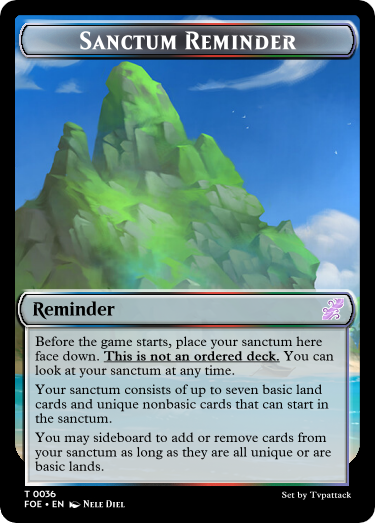 Sanctum Reminder
Reminder
Before the game starts, place your sanctum here
face down. This is not an ordered deck. You can
look at your sanctum at any time.
Your sanctum consists of up to seven basic land
cards and unique nonbasic cards that can start in
the sanctum.
You may sideboard to add or remove cards from
your sanctum as long as they are all unique or are
basic lands.
T 0036
FOE • EN Nele Diel
Set by Tvpattack